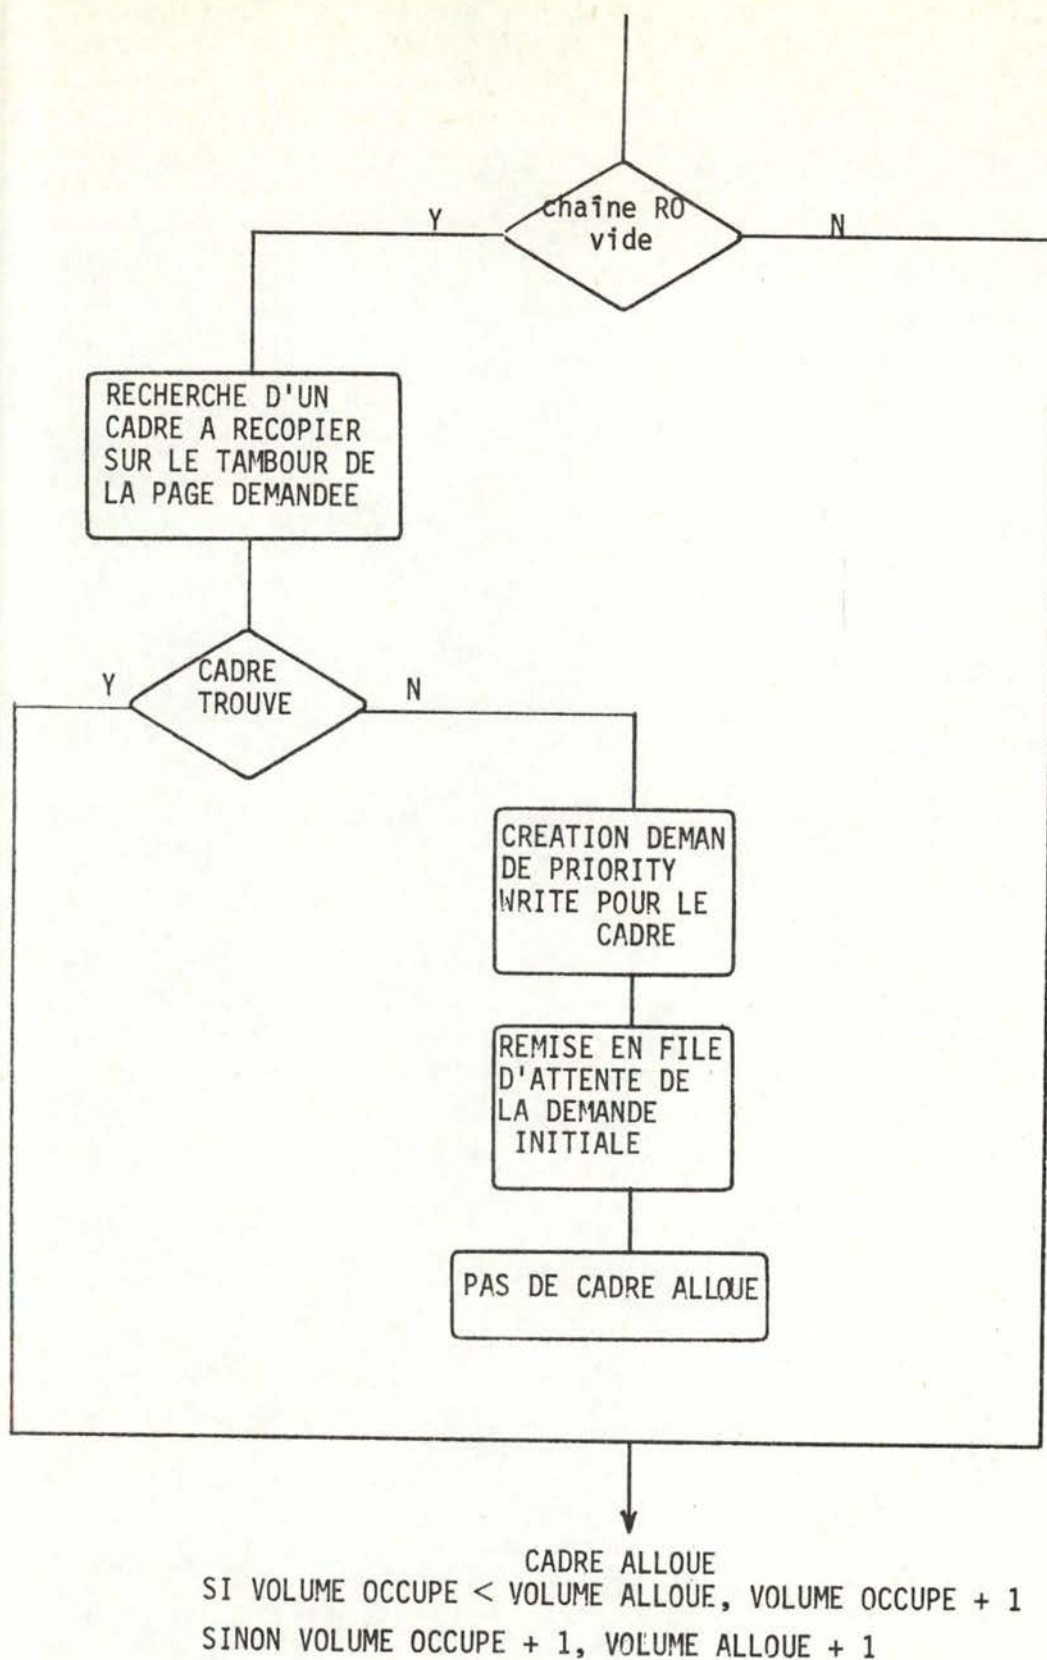 chaîne RO
vide
Y
N
RECHERCHE D'UN
CADRE A RECOPIER
SUR LE TAMBOUR DE
LA PAGE DEMANDEE
CADRE
TROUVE
Y
N
CREATION DEMAN
DE PRIORITY
WRITE POUR LE
CADRE
REMISE EN FILE
D'ATTENTE DE
LA DEMANDE
INITIALE
PAS DE CADRE ALLOUE
CADRE ALLOUE
SI VOLUME OCCUPE < VOLUME ALLOUE, VOLUME OCCUPE + 1
SINON VOLUME OCCUPE + 1, VOLUME ALLOUE + 1